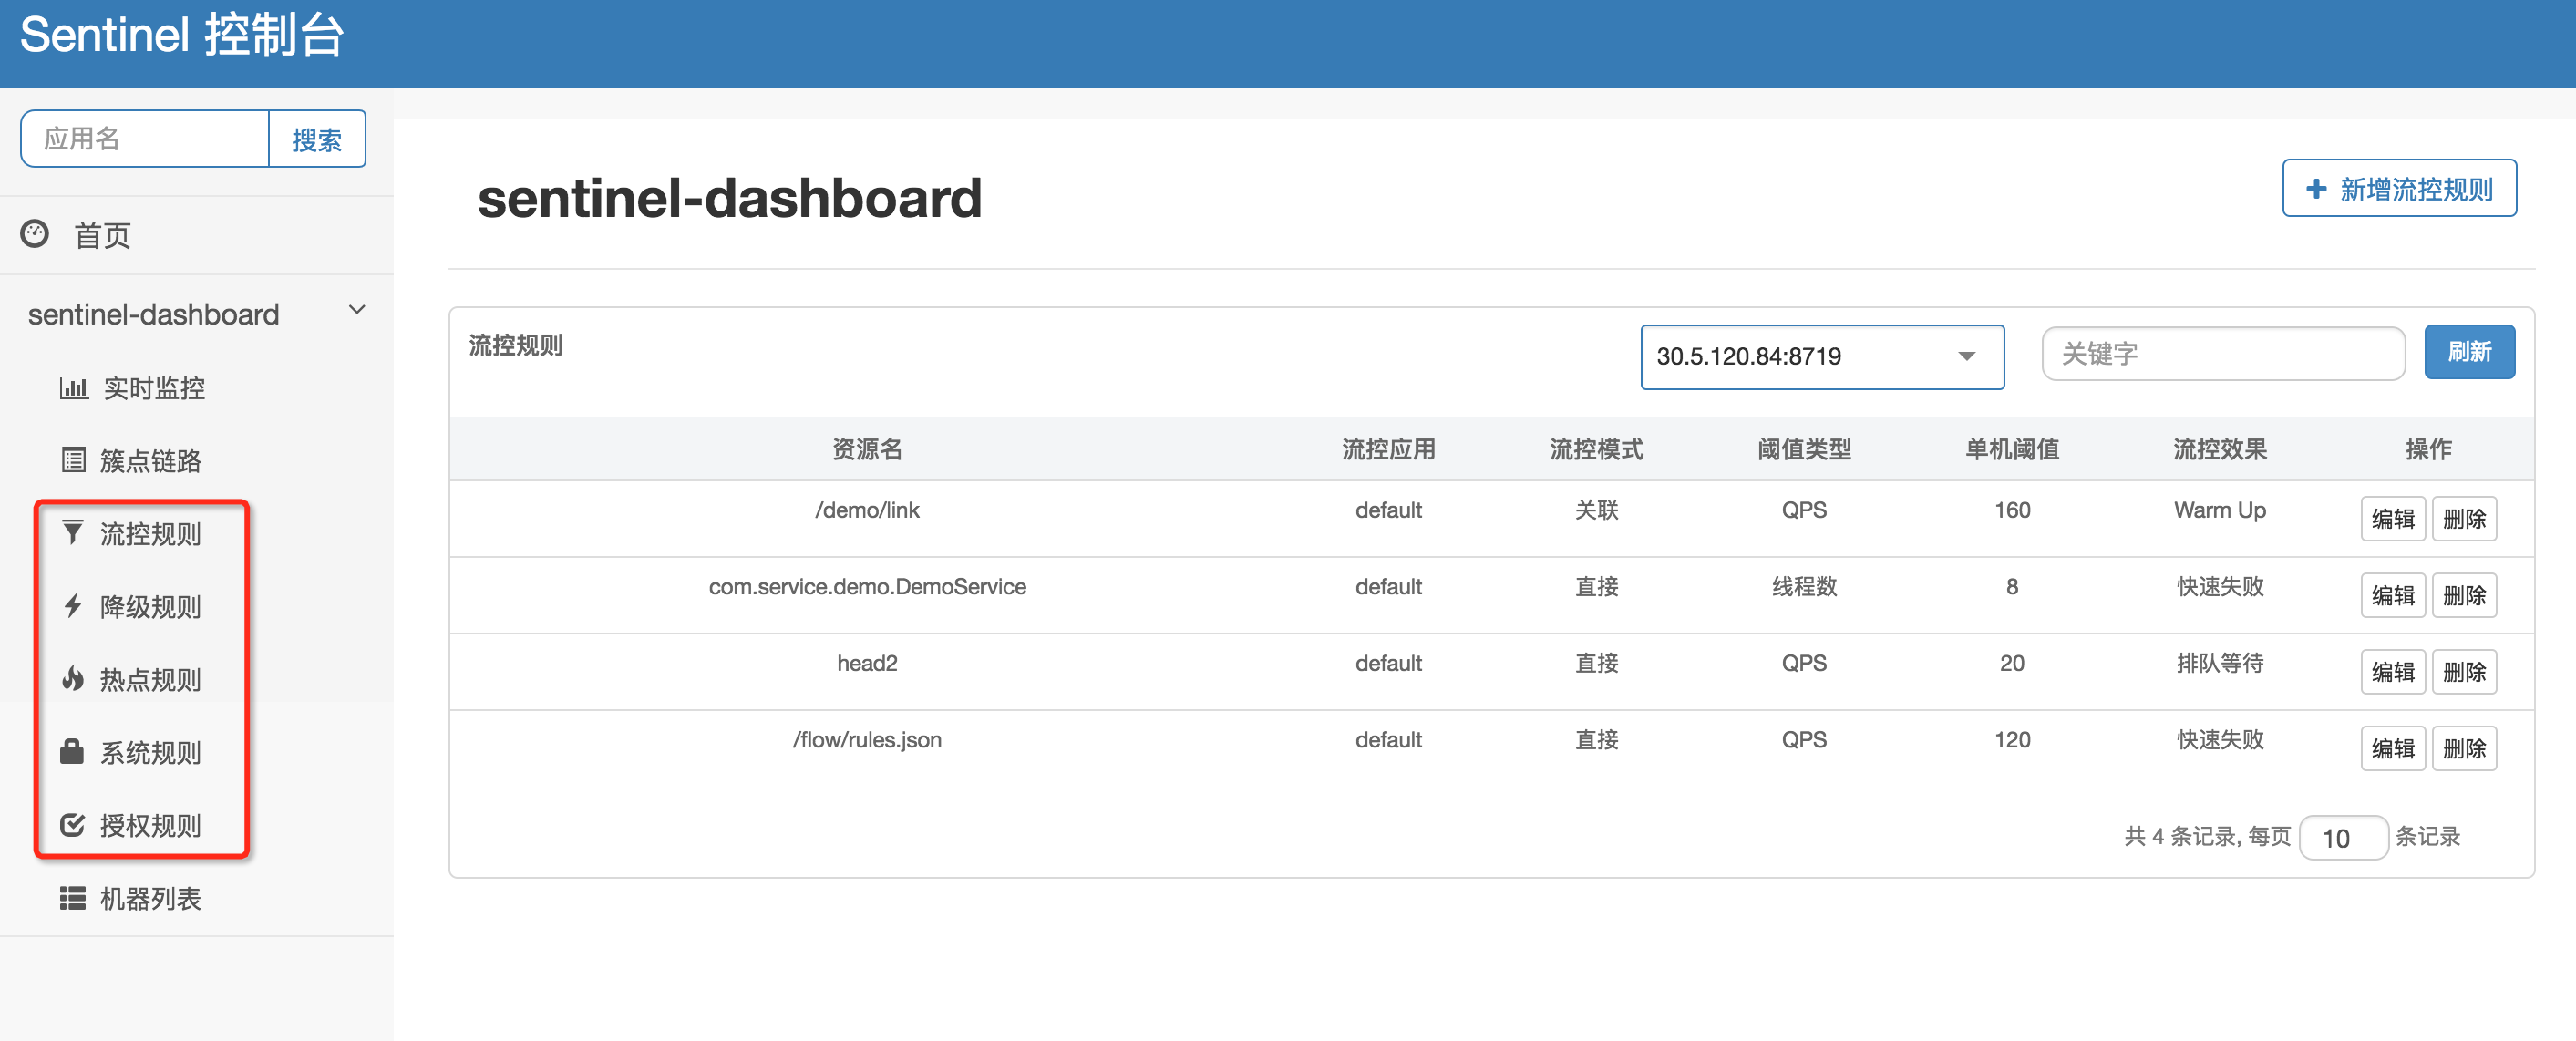 Sentinel 控制台
应用名 搜索
首页
sentinel-dashboard
实时监控
簇点链路
流控规则
降级规则
热点规则
系统规则
授权规则
机器列表
sentinel-dashboard
新增流控规则
流控规则 30.5.120.84:8719 关键字 刷新
资源名 流控应用 流控模式 阈值类型 单机阈值 流控效果 操作
/demo/link default 关联 QPS 160 Warm Up 编辑 删除
com.service.demo.DemoService default 直接 线程数 8 快速失败 编辑 删除
head2 default 直接 QPS 20 排队等待 编辑 删除
/flow/rules.json default 直接 QPS 120 快速失败 编辑 删除
共 4 条记录, 每页 10 条记录